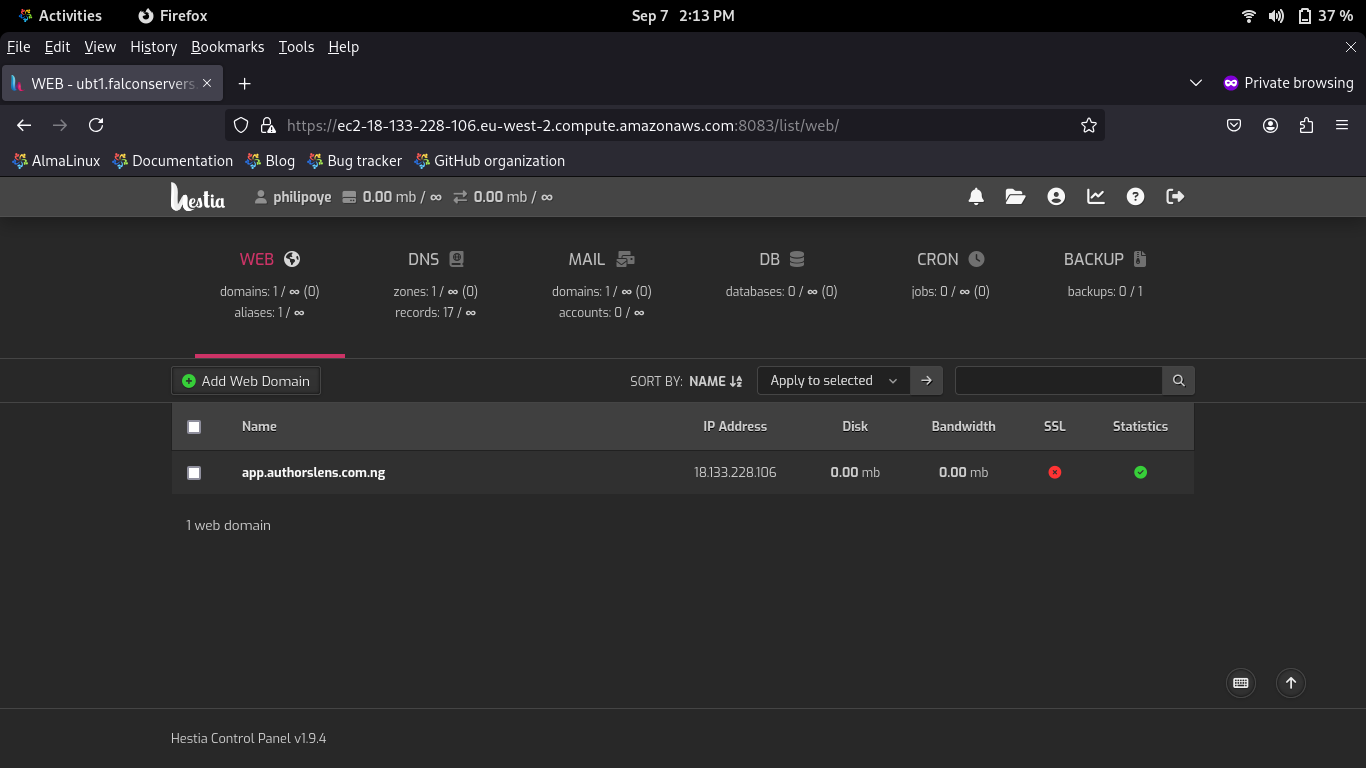 Activities Firefox Sep 7 2:13 PM 37 %
File Edit View History Bookmarks Tools Help
WEB - ubt1.falconservers. Private browsing
https://ec2-18-133-228-106.eu-west-2.compute.amazonaws.com:8083/list/web/
AlmaLinux Documentation Blog Bug tracker GitHub organization
Hestia philipoye 0.00 mb / ∞ 0.00 mb / ∞
WEB DNS MAIL DB CRON BACKUP
domains: 1 / ∞ (0) zones: 1 / ∞ (0) domains: 1 / ∞ (0) databases: 0 / ∞ (0) jobs: 0 / ∞ (0) backups: 0 / 1
aliases: 1 / ∞ records: 17 / ∞ accounts: 0 / ∞
Add Web Domain SORT BY: NAME Apply to selected
Name IP Address Disk Bandwidth SSL Statistics
app.authorslens.com.ng 18.133.228.106 0.00 mb 0.00 mb
1 web domain
Hestia Control Panel v1.9.4